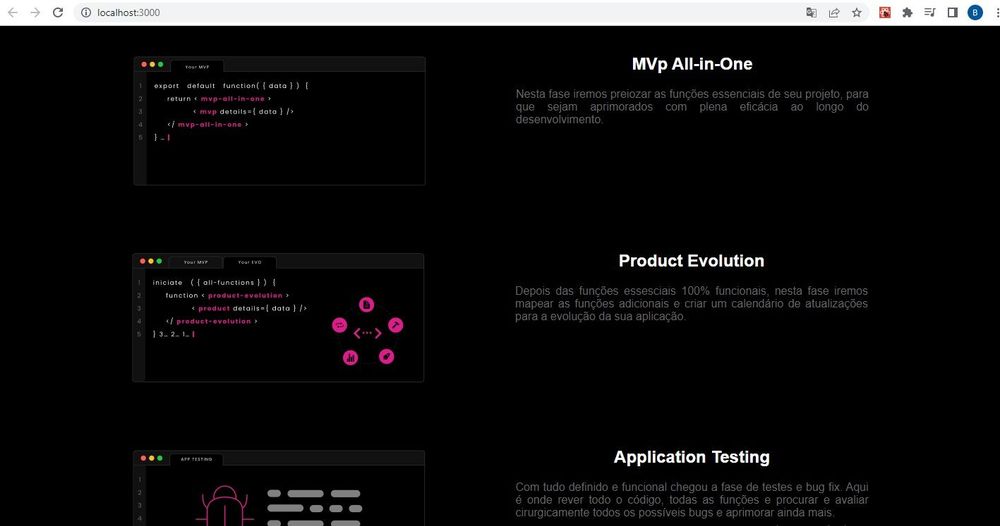 localhost:3000
B
Your MVP
1 export default function( { data } ) {
2 return < mvp-all-in-one >
3 < mvp details={ data } />
4 </ mvp-all-in-one >
5 } ...
MVp All-in-One
Nesta fase iremos preiozar as funções essenciais de seu projeto, para
que sejam aprimorados com plena eficácia ao longo do
desenvolvimento.
Your MVP Your EVO
1 iniciate ( { all-functions } ) {
2 function < product-evolution >
3 < product details={ data } />
4 </ product-evolution >
5 } 3... 2... 1...
<...>
Product Evolution
Depois das funções essesciais 100% funcionais, nesta fase iremos
mapear as funções adicionais e criar um calendário de atualizações
para a evolução da sua aplicação.
APP TESTING
1
2
3
4
Application Testing
Com tudo definido e funcional chegou a fase de testes e bug fix. Aqui
é onde rever todo o código, todas as funções e procurar e avaliar
cirurgicamente todos os possíveis bugs e aprimorar ainda mais.